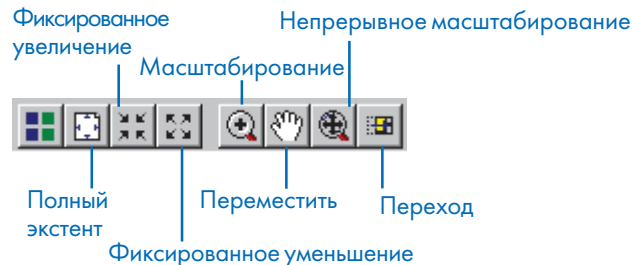 Фиксированное
увеличение
Непрерывное масштабирование
Масштабирование
Полный
экстент
Переместить
Переход
Фиксированное уменьшение